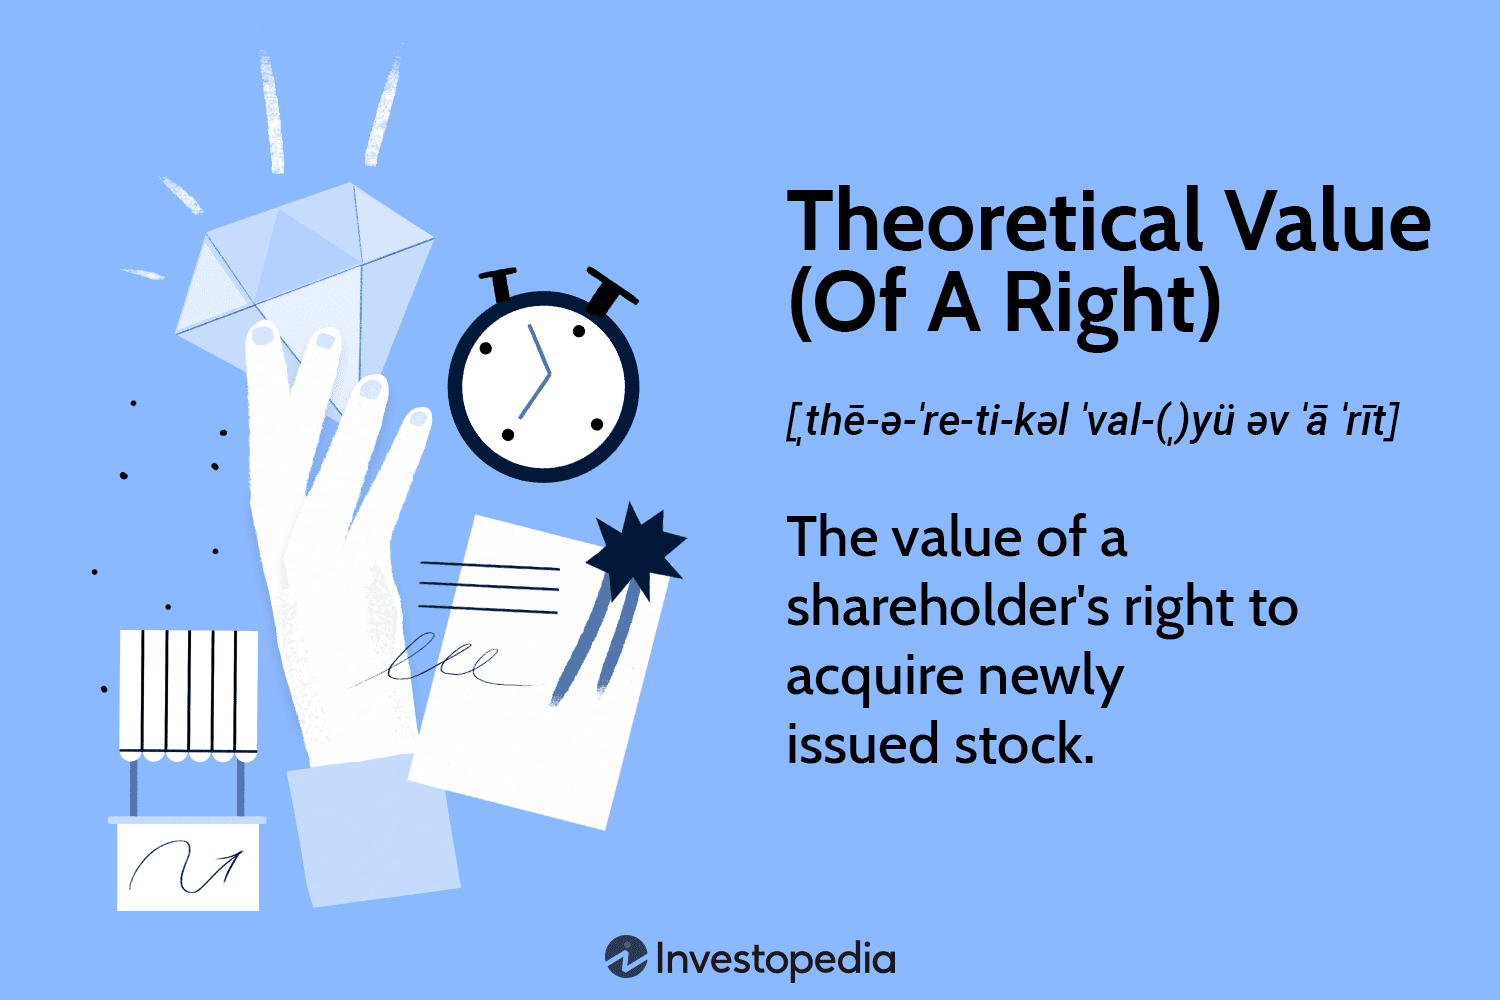 Theoretical Value
(Of A Right)
[ˌthē-ə-ˈre-ti-kəl ˈval-(ˌ)yü əv ˈā ˈrīt]
The value of a
shareholder's right to
acquire newly
issued stock.
Investopedia